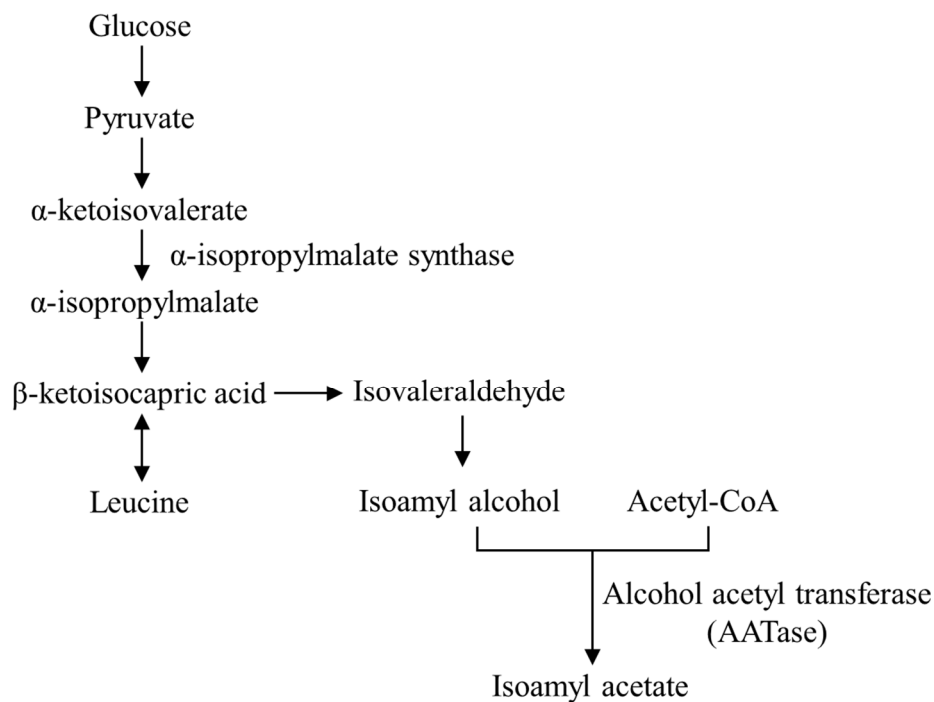 Glucose
Pyruvate
α-ketoisovalerate
α-isopropylmalate synthase
α-isopropylmalate
β-ketoisocapric acid
Isovaleraldehyde
Leucine
Isoamyl alcohol
Acetyl-CoA
Alcohol acetyl transferase
(AATase)
Isoamyl acetate